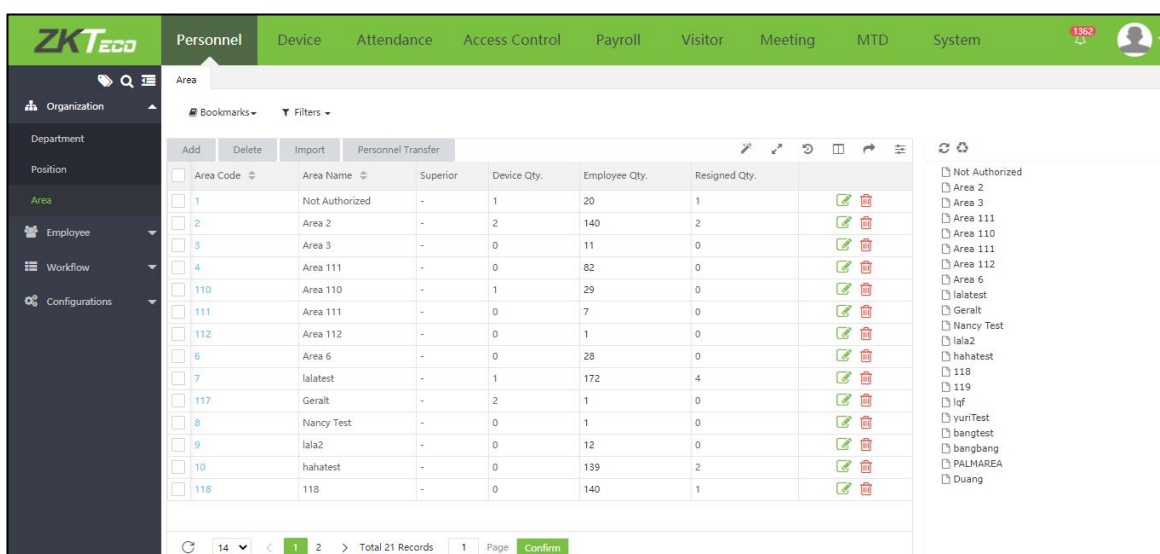 ZKTeco
Personnel Device Attendance Access Control Payroll Visitor Meeting MTD System 1362
Area
Organization
Department
Position
Area
Employee
Workflow
Configurations
Bookmarks Filters
Add Delete Import Personnel Transfer
Area Code Area Name Superior Device Qty. Employee Qty. Resigned Qty.
1 Not Authorized - 1 20 1
2 Area 2 - 2 140 2
3 Area 3 - 0 11 0
4 Area 111 - 0 82 0
110 Area 110 - 1 29 0
111 Area 111 - 0 7 0
112 Area 112 - 0 1 0
6 Area 6 - 0 28 0
7 lalatest - 1 172 4
117 Geralt - 2 1 0
8 Nancy Test - 0 1 0
9 lala2 - 0 12 0
10 hahatest - 0 139 2
118 118 - 0 140 1
14 < 1 2 > Total 21 Records 1 Page Confirm
Not Authorized
Area 2
Area 3
Area 111
Area 110
Area 111
Area 112
Area 6
lalatest
Geralt
Nancy Test
lala2
hahatest
118
119
lqf
yuriTest
bangtest
bangbang
PALMAREA
Duang